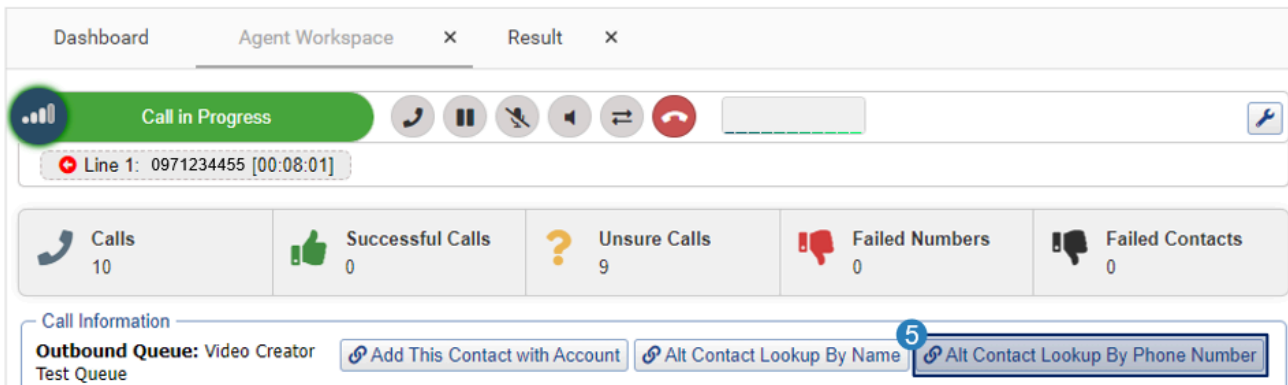 Dashboard Agent Workspace × Result ×
Call in Progress
Line 1: 0971234455 [00:08:01]
Calls
10
Successful Calls
0
Unsure Calls
9
Failed Numbers
0
Failed Contacts
0
Call Information
Outbound Queue: Video Creator
Test Queue
Add This Contact with Account
Alt Contact Lookup By Name
5
Alt Contact Lookup By Phone Number